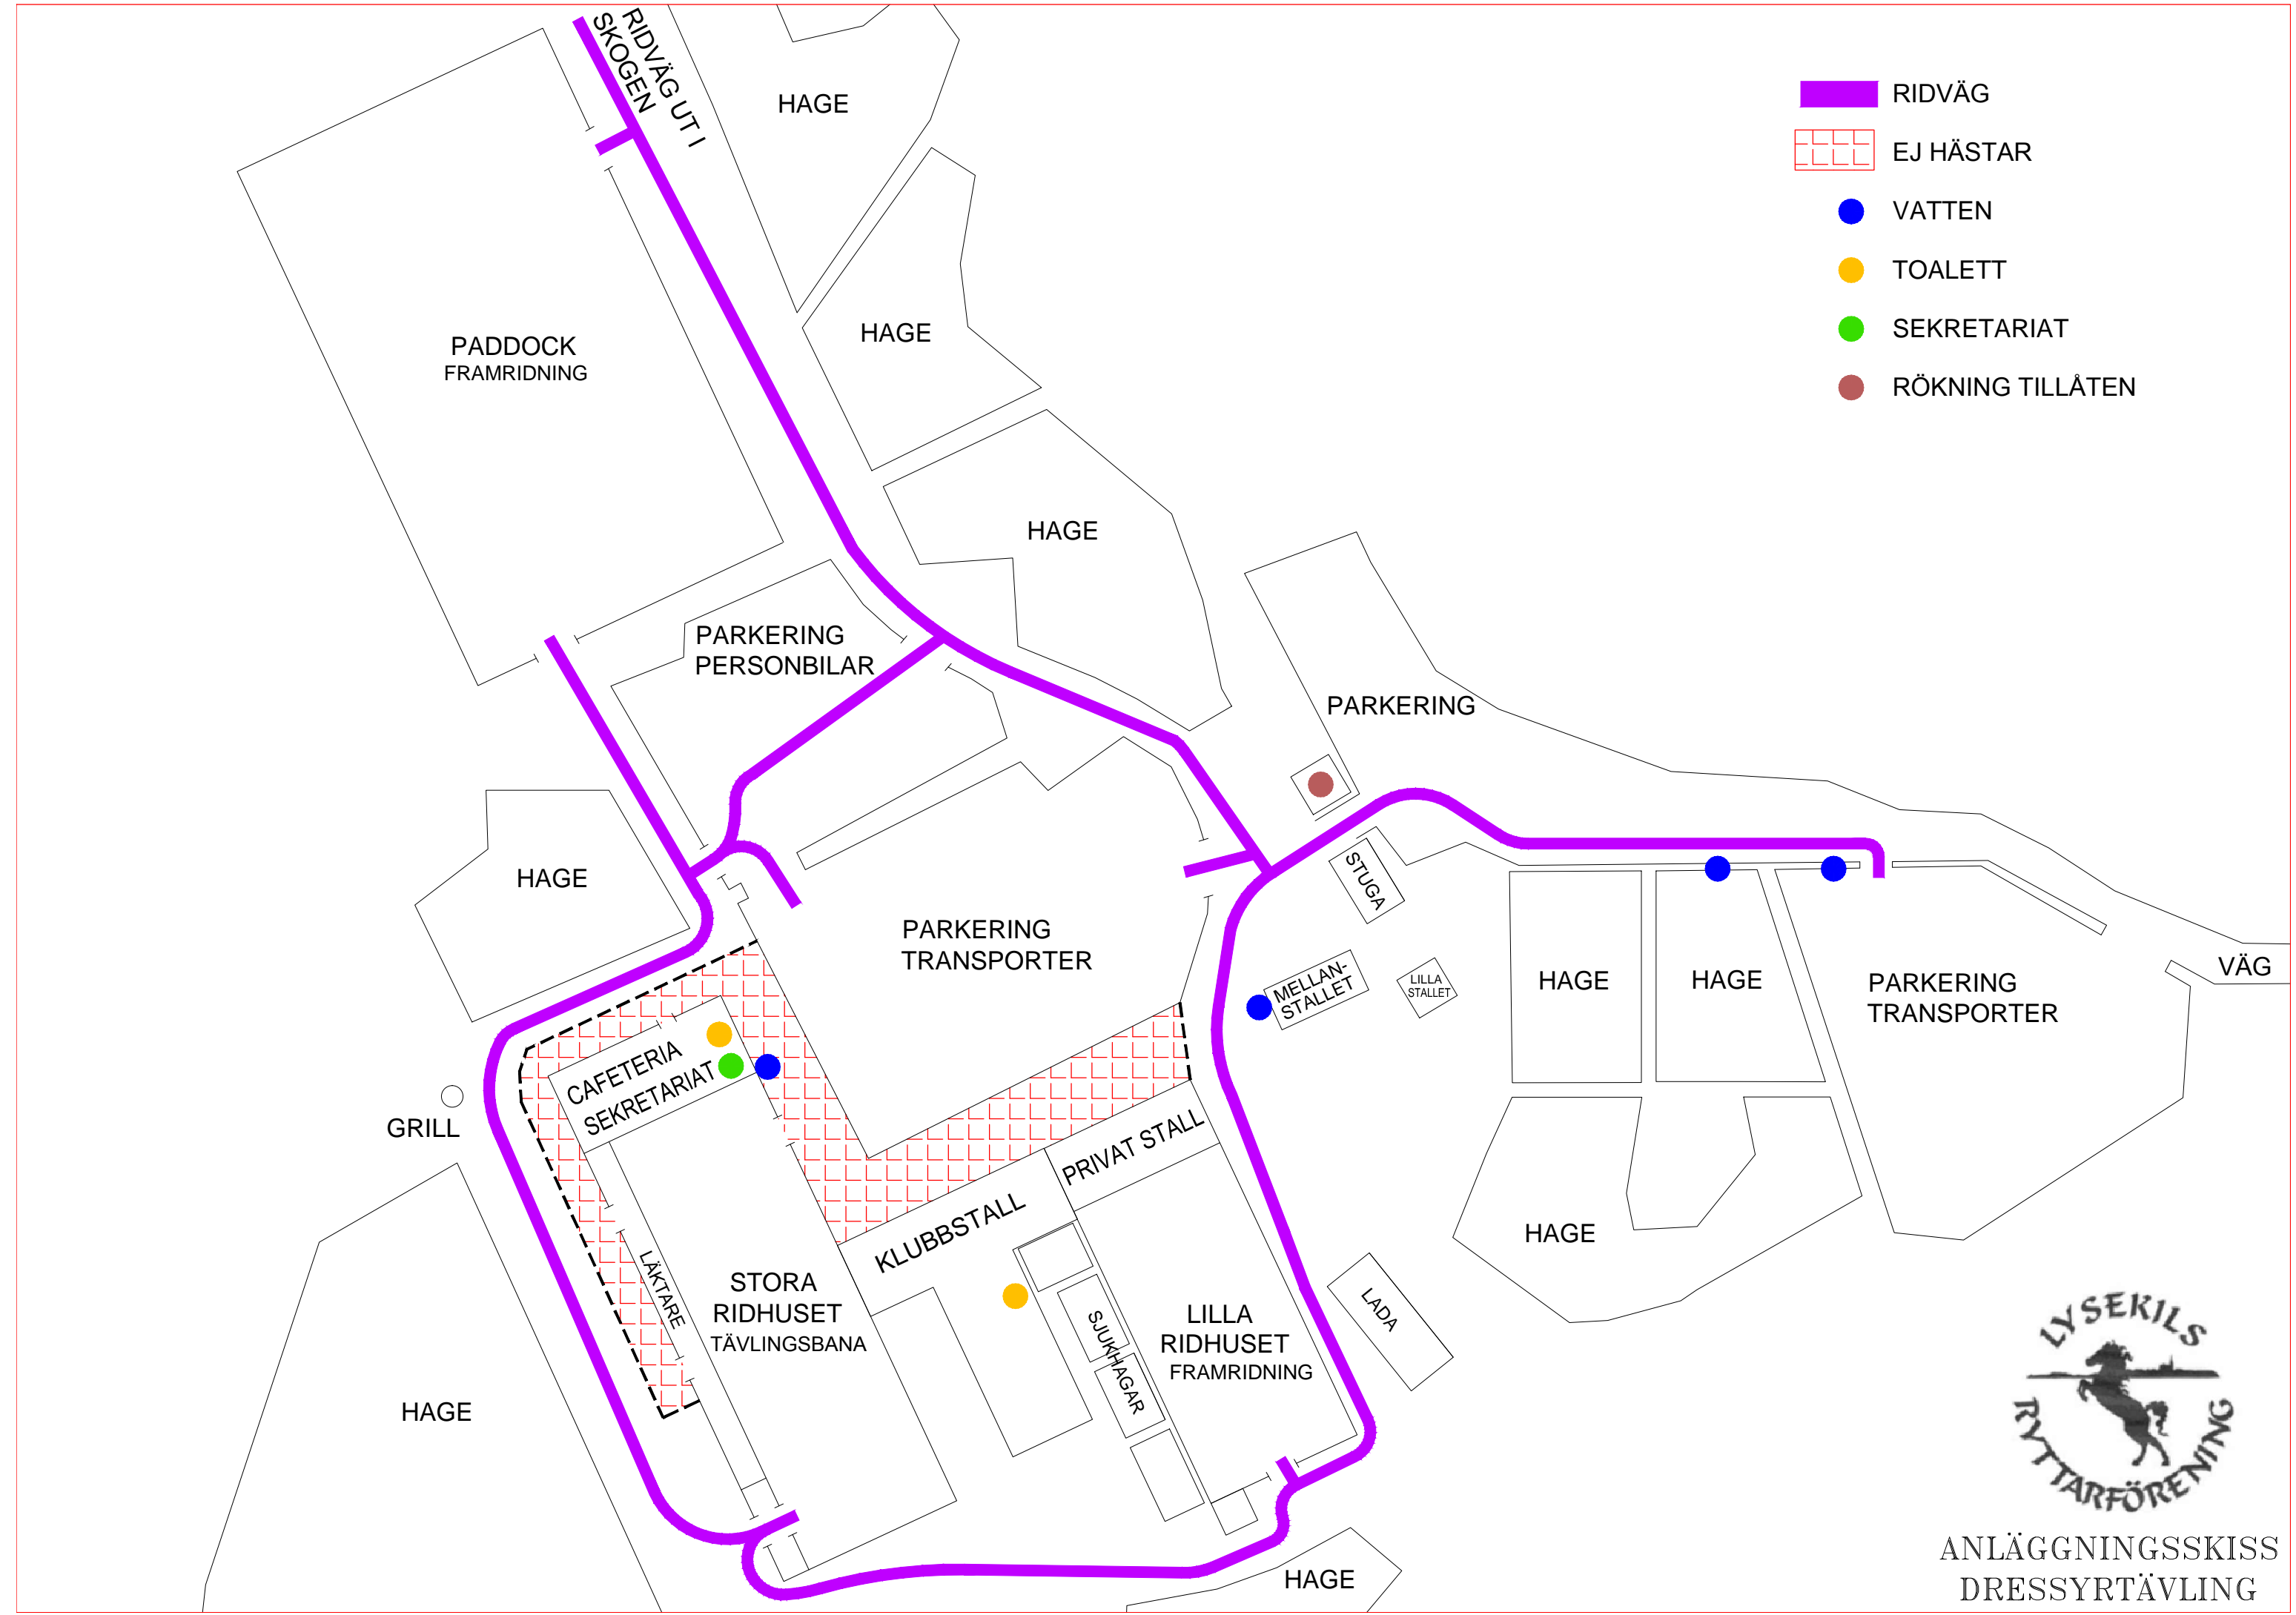 RIDVÄG UT I
SKOGEN
HAGE
RIDVÄG
EJ HÄSTAR
VATTEN
TOALETT
SEKRETARIAT
RÖKNING TILLÅTEN
HAGE
PADDOCK
FRAMRIDNING
HAGE
PARKERING
PERSONBILAR
PARKERING
HAGE
STUGA
PARKERING
TRANSPORTER
MELLAN-
STALLET
LILLA
STALLET
HAGE
HAGE
PARKERING
TRANSPORTER
VÄG
CAFETERIA
SEKRETARIAT
GRILL
PRIVAT STALL
KLUBBSTALL
HAGE
LÄKTARE
STORA
RIDHUSET
TÄVLINGSBANA
SJUKHAGAR
LILLA
RIDHUSET
FRAMRIDNING
LADA
HAGE
HAGE
LYSEKILS
RYTTARFÖRENING
ANLÄGGNINGSSKISS
DRESSYRTÄVLING